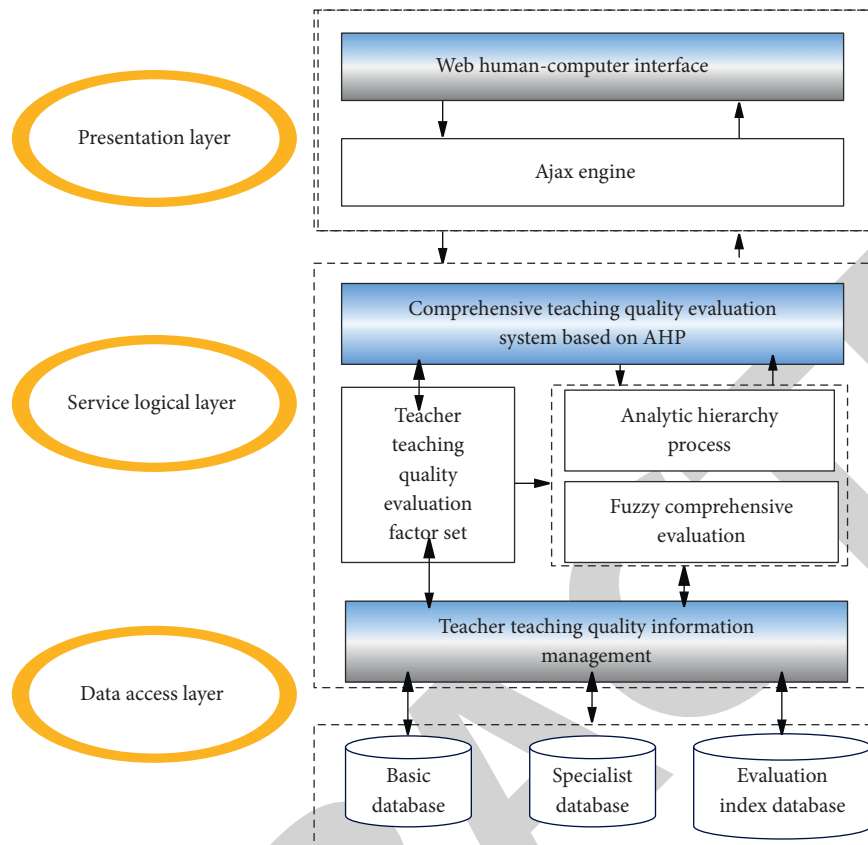 Presentation layer
Web human-computer interface
Ajax engine
Service logical layer
Comprehensive teaching quality evaluation
system based on AHP
Teacher
teaching
quality
evaluation
factor set
Analytic hierarchy
process
Fuzzy comprehensive
evaluation
Data access layer
Teacher teaching quality information
management
Basic
database
Specialist
database
Evaluation
index database